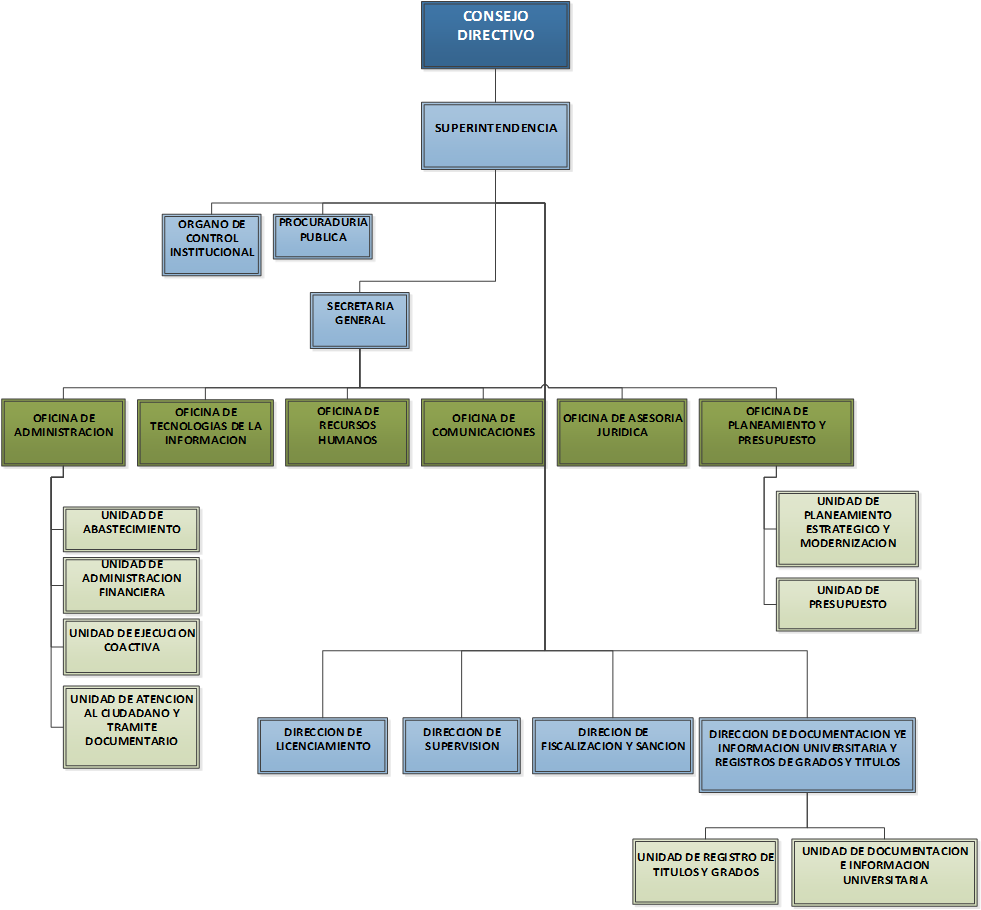 CONSEJO
DIRECTIVO
SUPERINTENDENCIA
ORGANO DE
CONTROL
INSTITUCIONAL
PROCURADURIA
PUBLICA
SECRETARIA
GENERAL
OFICINA DE
ADMINISTRACION
OFICINA DE
TECNOLOGIAS DE LA
INFORMACION
OFICINA DE
RECURSOS
HUMANOS
OFICINA DE
COMUNICACIONES
OFICINA DE ASESORIA
JURIDICA
OFICINA DE
PLANEAMIENTO Y
PRESUPUESTO
UNIDAD DE
ABASTECIMIENTO
UNIDAD DE
ADMINISTRACION
FINANCIERA
UNIDAD DE EJECUCION
COACTIVA
UNIDAD DE ATENCION
AL CIUDADANO Y
TRAMITE
DOCUMENTARIO
UNIDAD DE
PLANEAMIENTO
ESTRATEGICO Y
MODERNIZACION
UNIDAD DE
PRESUPUESTO
DIRECCION DE
LICENCIAMIENTO
DIRECCION DE
SUPERVISION
DIRECION DE
FISCALIZACION Y SANCION
DIRECCION DE DOCUMENTACION YE
INFORMACION UNIVERSITARIA Y
REGISTROS DE GRADOS Y TITULOS
UNIDAD DE REGISTRO DE
TITULOS Y GRADOS
UNIDAD DE DOCUMENTACION
E INFORMACION
UNIVERSITARIA